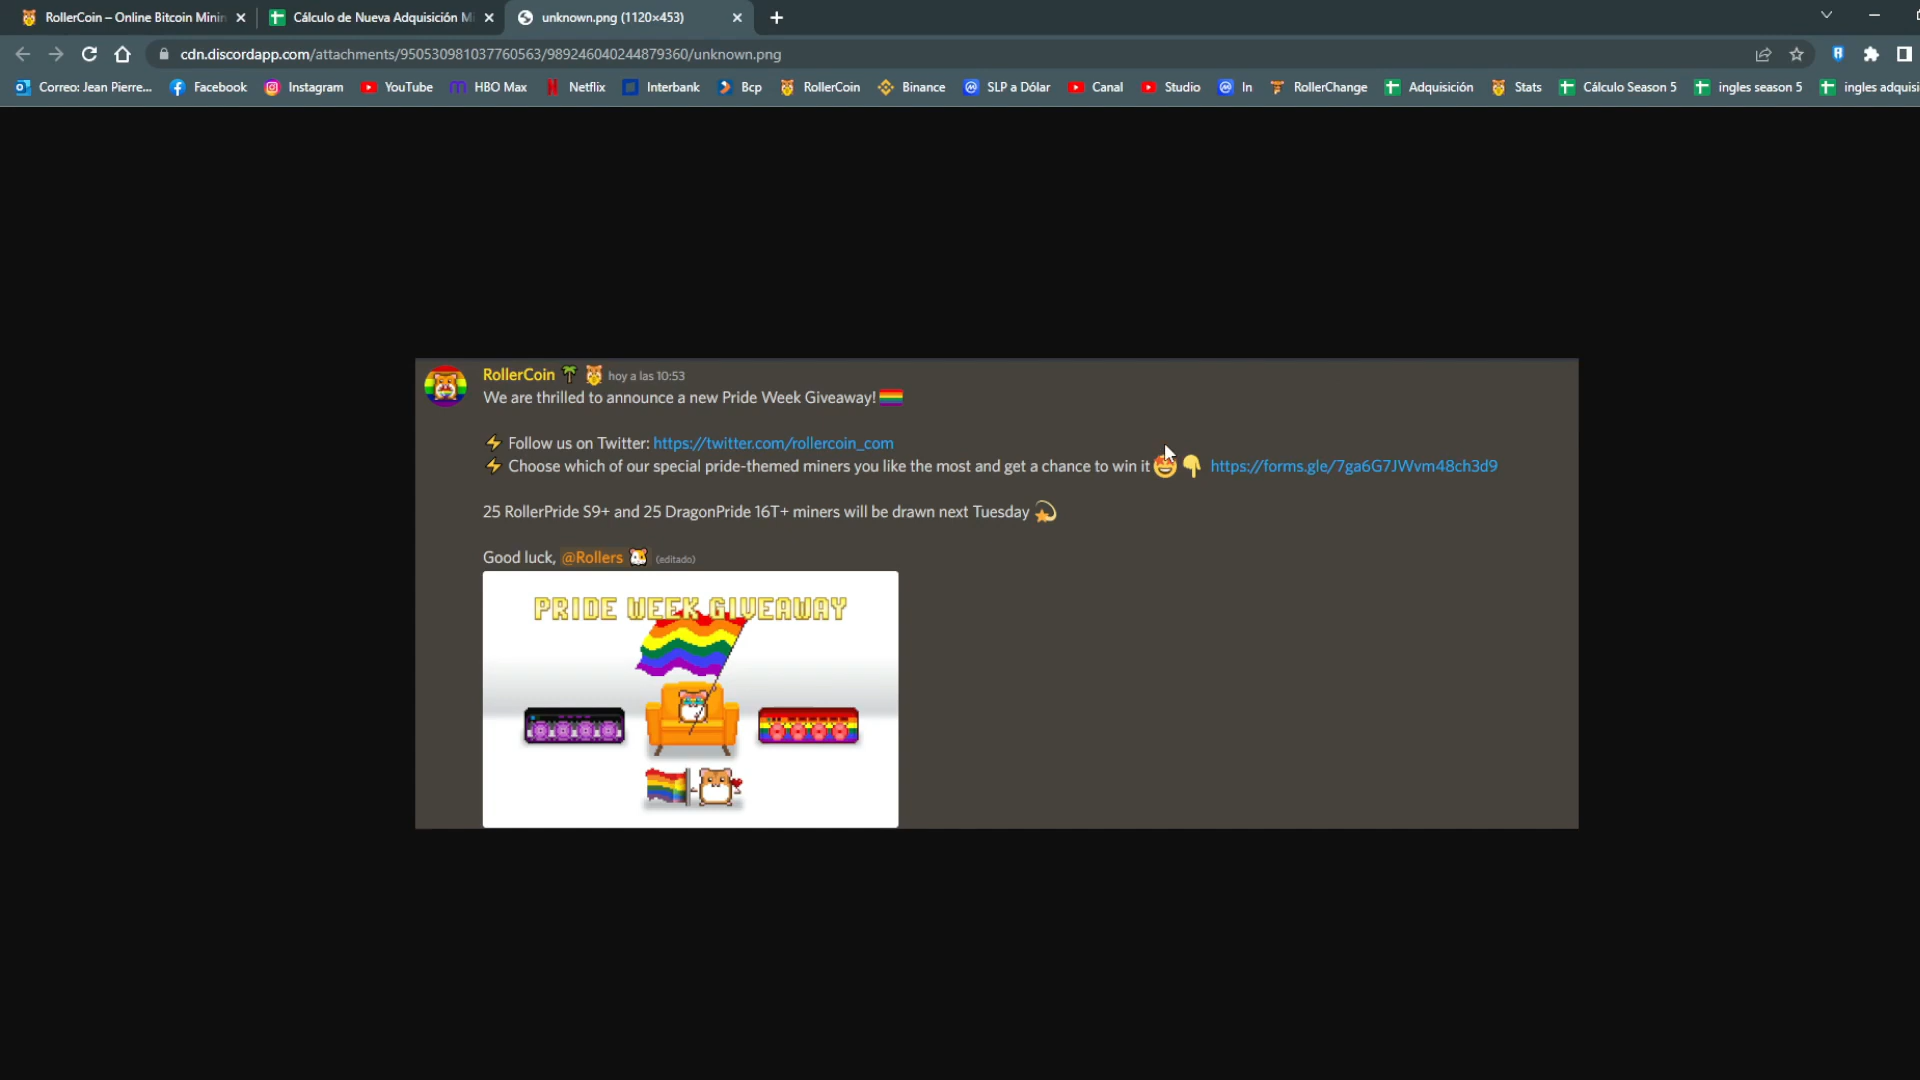 RollerCoin – Online Bitcoin Minin
Cálculo de Nueva Adquisición Mi
unknown.png (1120×453)
cdn.discordapp.com/attachments/950530981037760563/989246040244879360/unknown.png
Correo: Jean Pierre...
Facebook
Instagram
YouTube
HBO Max
Netflix
Interbank
Bcp
RollerCoin
Binance
SLP a Dólar
Canal
Studio
In
RollerChange
Adquisición
Stats
Cálculo Season 5
ingles season 5
ingles adquisi
RollerCoin hoy a las 10:53
We are thrilled to announce a new Pride Week Giveaway!
Follow us on Twitter: https://twitter.com/rollercoin_com
Choose which of our special pride-themed miners you like the most and get a chance to win it https://forms.gle/7ga6G7JWvm48ch3d9
25 RollerPride S9+ and 25 DragonPride 16T+ miners will be drawn next Tuesday
Good luck, @Rollers (editado)
PRIDE WEEK GIVEAWAY